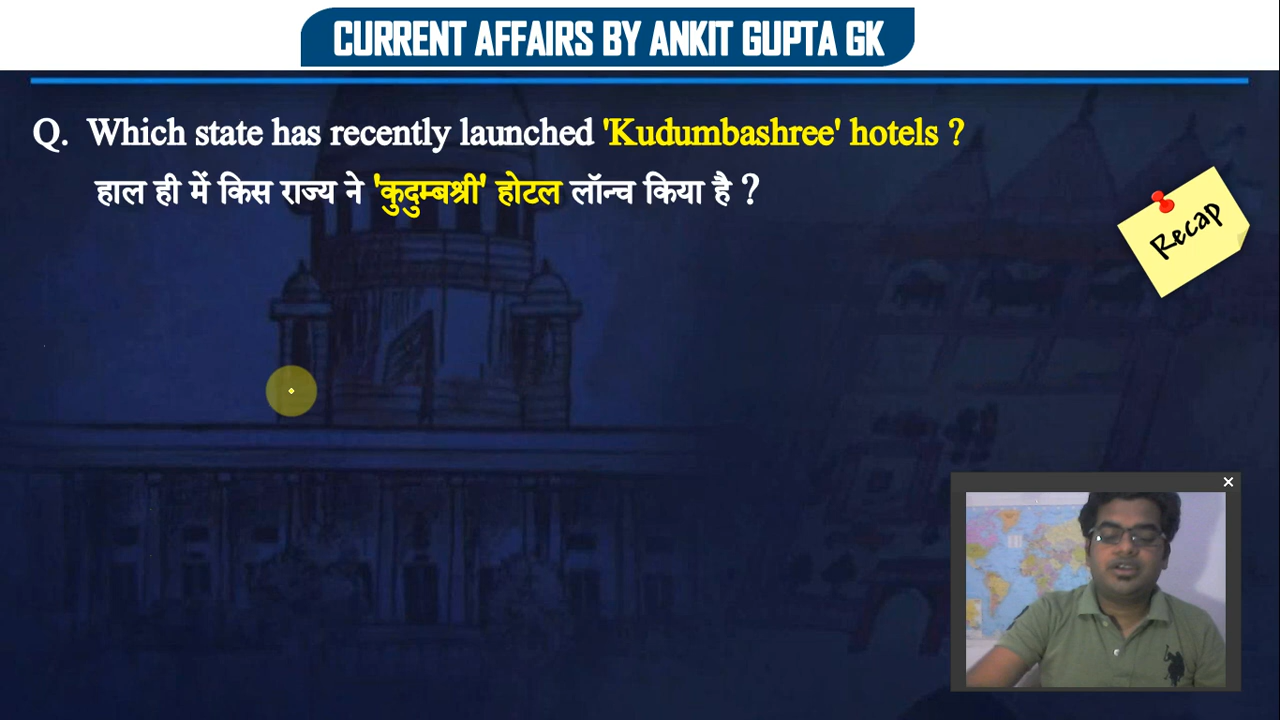 CURRENT AFFAIRS BY ANKIT GUPTA GK
Q. Which state has recently launched 'Kudumbashree' hotels ?
हाल ही में किस राज्य ने 'कुदुम्बश्री' होटल लॉन्च किया है ?
Recap